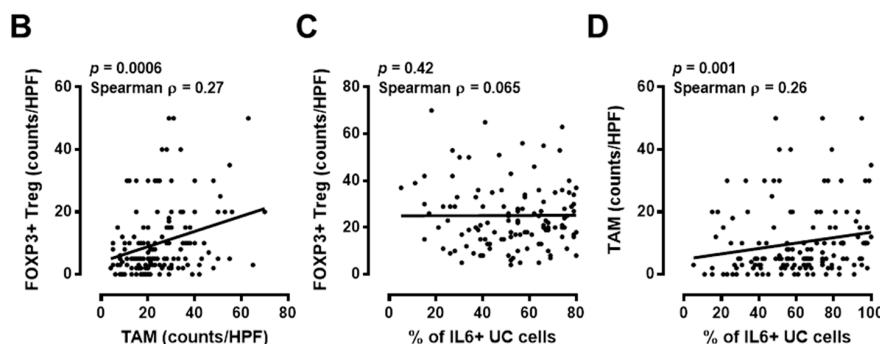 B
p = 0.0006
Spearman ρ = 0.27
FOXP3+ Treg (counts/HPF)
60
40
20
0
0 20 40 60 80
TAM (counts/HPF)
C
p = 0.42
Spearman ρ = 0.065
FOXP3+ Treg (counts/HPF)
80
60
40
20
0
0 20 40 60 80
% of IL6+ UC cells
D
p = 0.001
Spearman ρ = 0.26
TAM (counts/HPF)
60
40
20
0
0 20 40 60 80 100
% of IL6+ UC cells